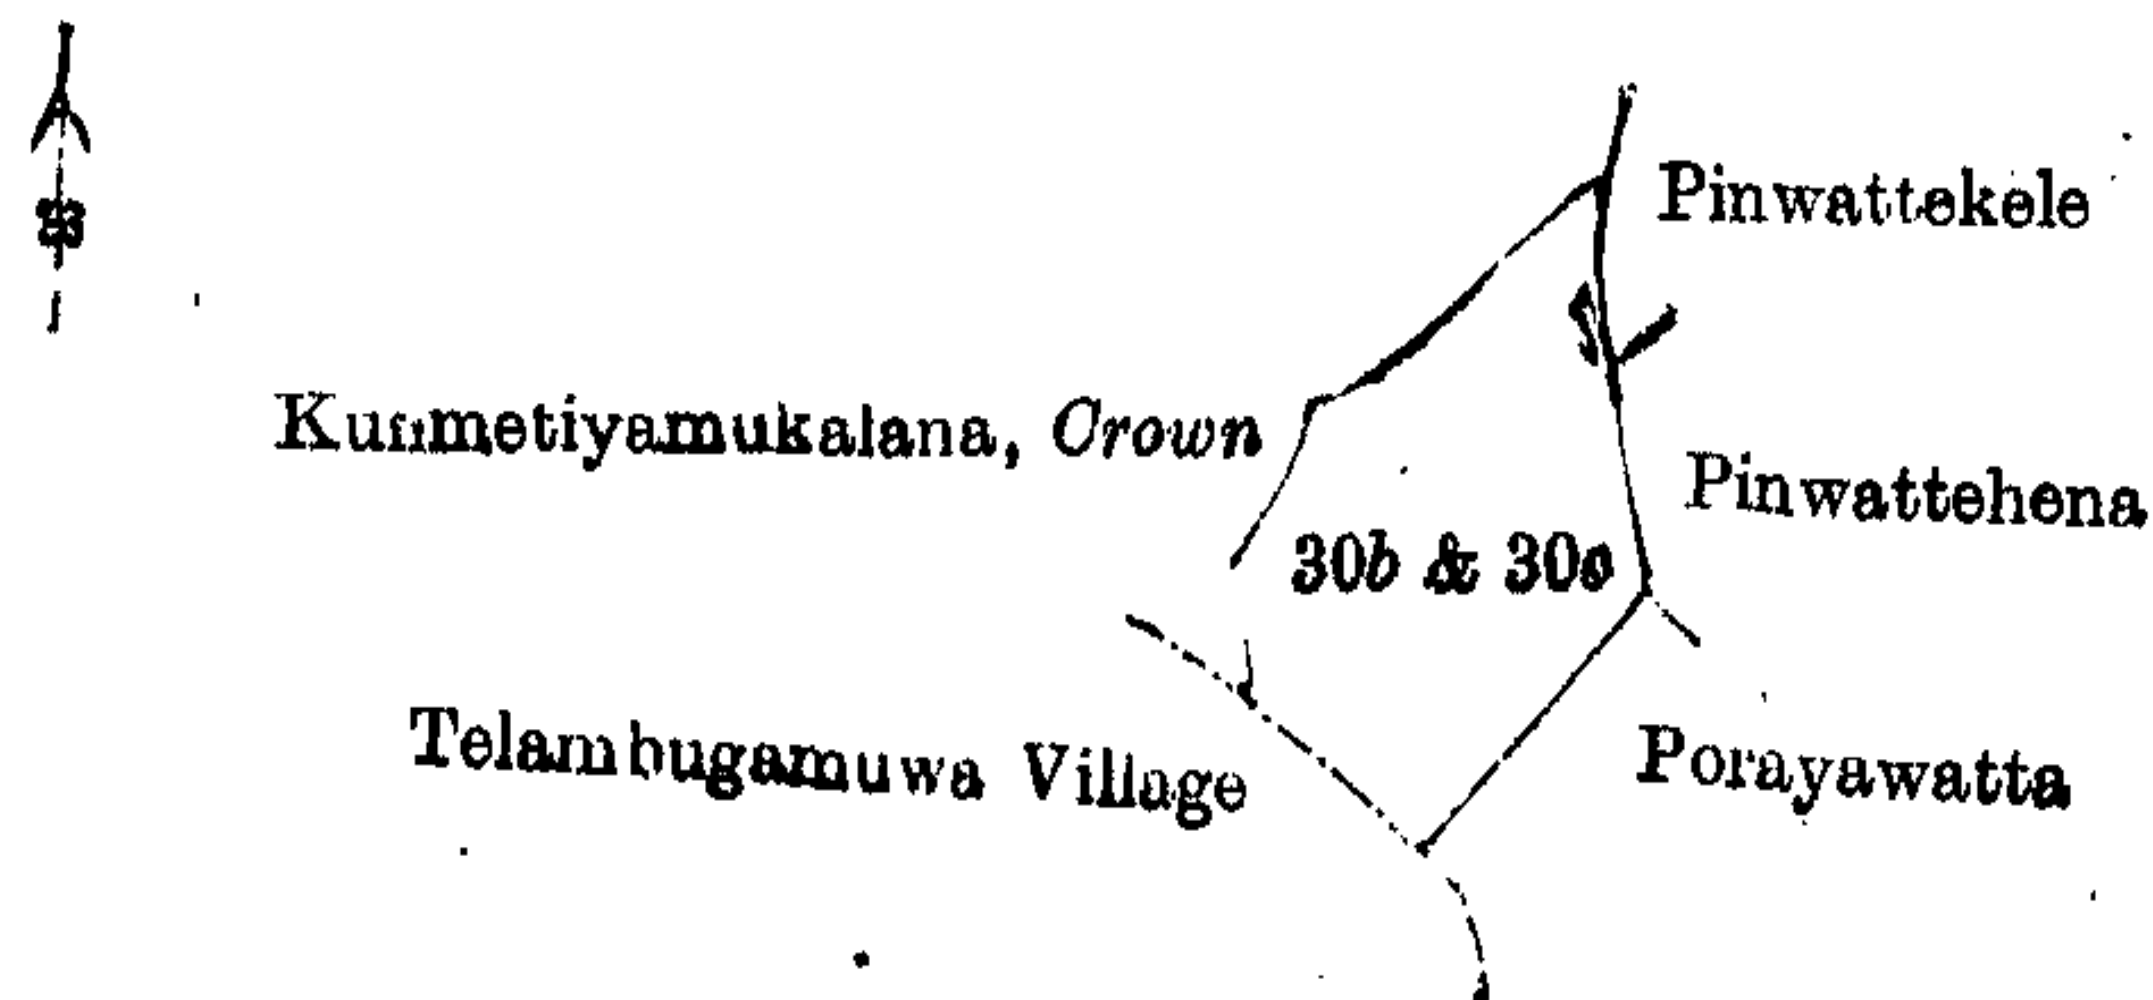 Pinwattekele
Kunmetiyamukalana, Crown
Pinwattehena
30b & 30c
Telambugamuwa Village
Porayawatta